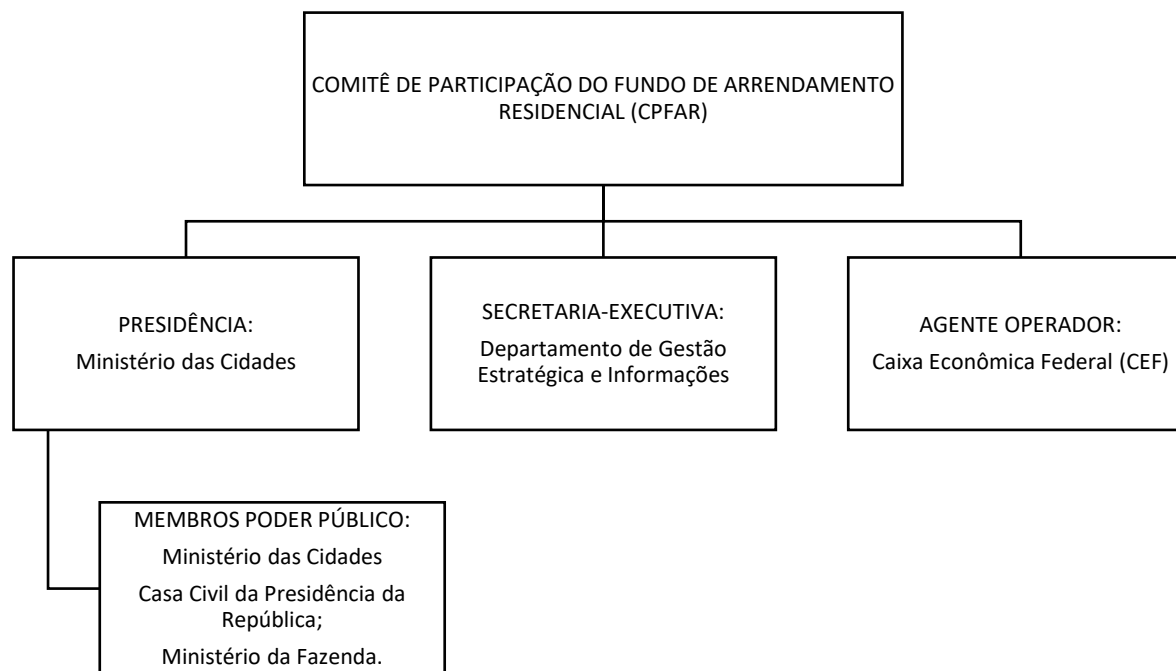 COMITÊ DE PARTICIPAÇÃO DO FUNDO DE ARRENDAMENTO
RESIDENCIAL (CPFAR)
PRESIDÊNCIA:
Ministério das Cidades
SECRETARIA-EXECUTIVA:
Departamento de Gestão
Estratégica e Informações
AGENTE OPERADOR:
Caixa Econômica Federal (CEF)
MEMBROS PODER PÚBLICO:
Ministério das Cidades
Casa Civil da Presidência da
República;
Ministério da Fazenda.